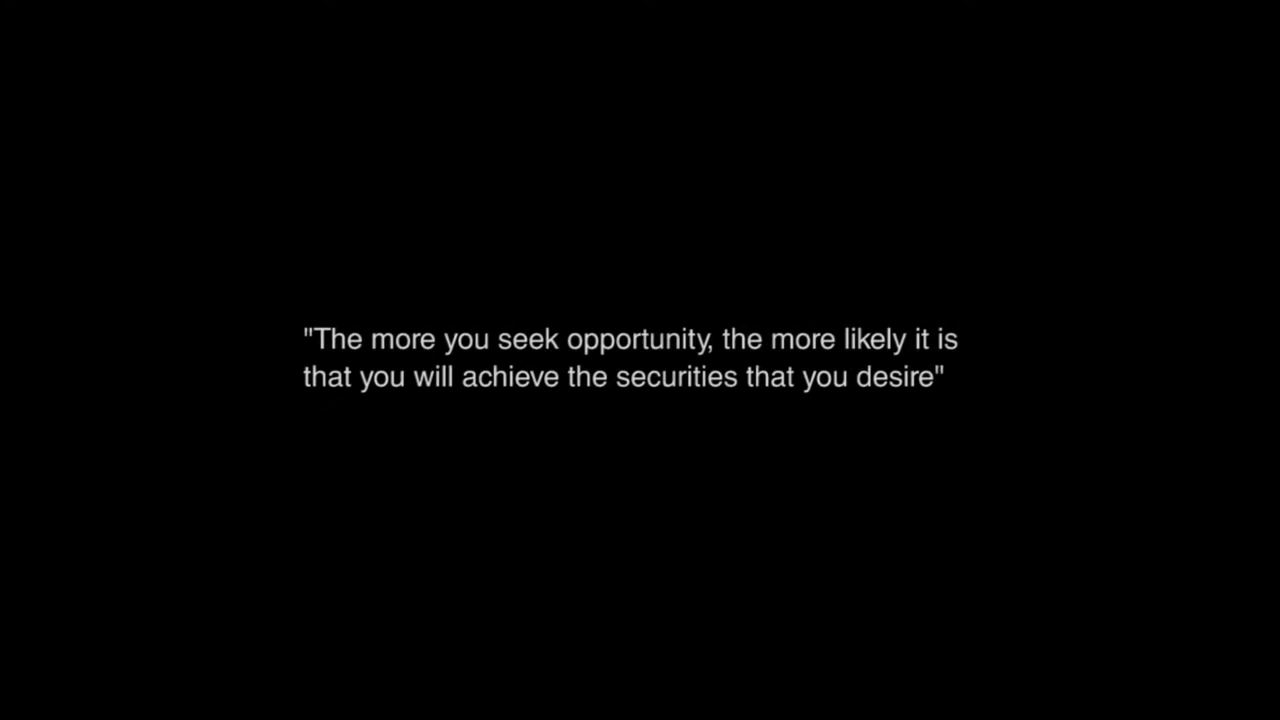 "The more you seek opportunity, the more likely it is
that you will achieve the securities that you desire"